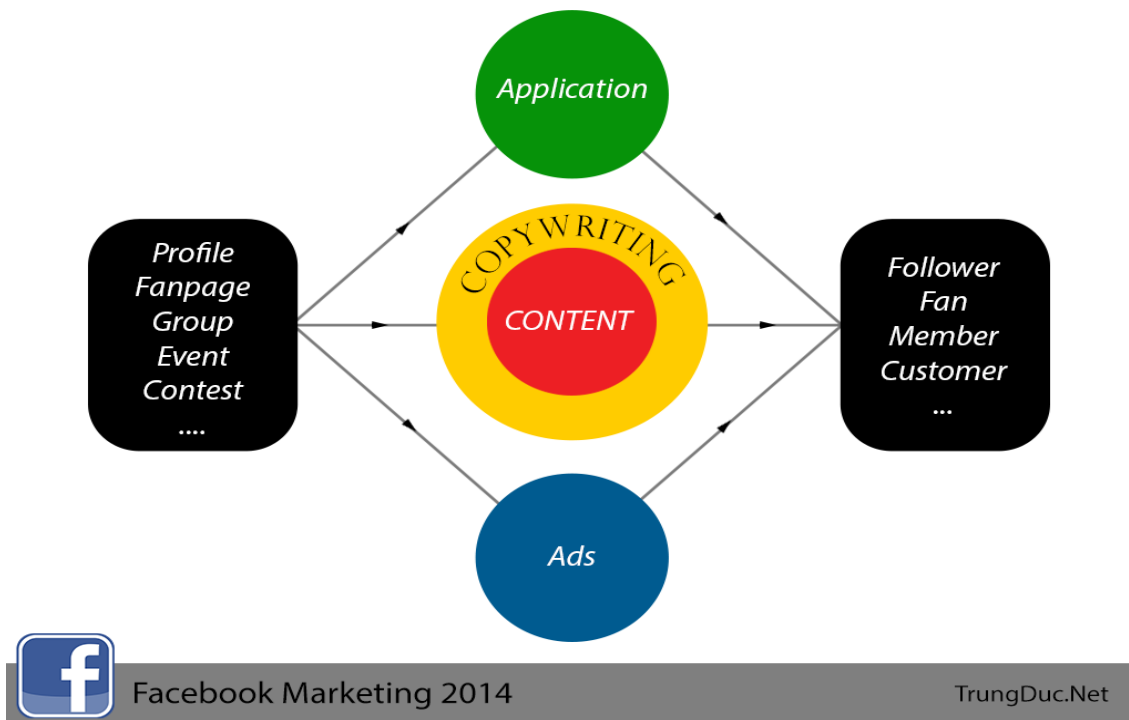 Application
COPYWRITING
CONTENT
Profile
Fanpage
Group
Event
Contest
....
Follower
Fan
Member
Customer
...
Ads
f
Facebook Marketing 2014
TrungDuc.Net